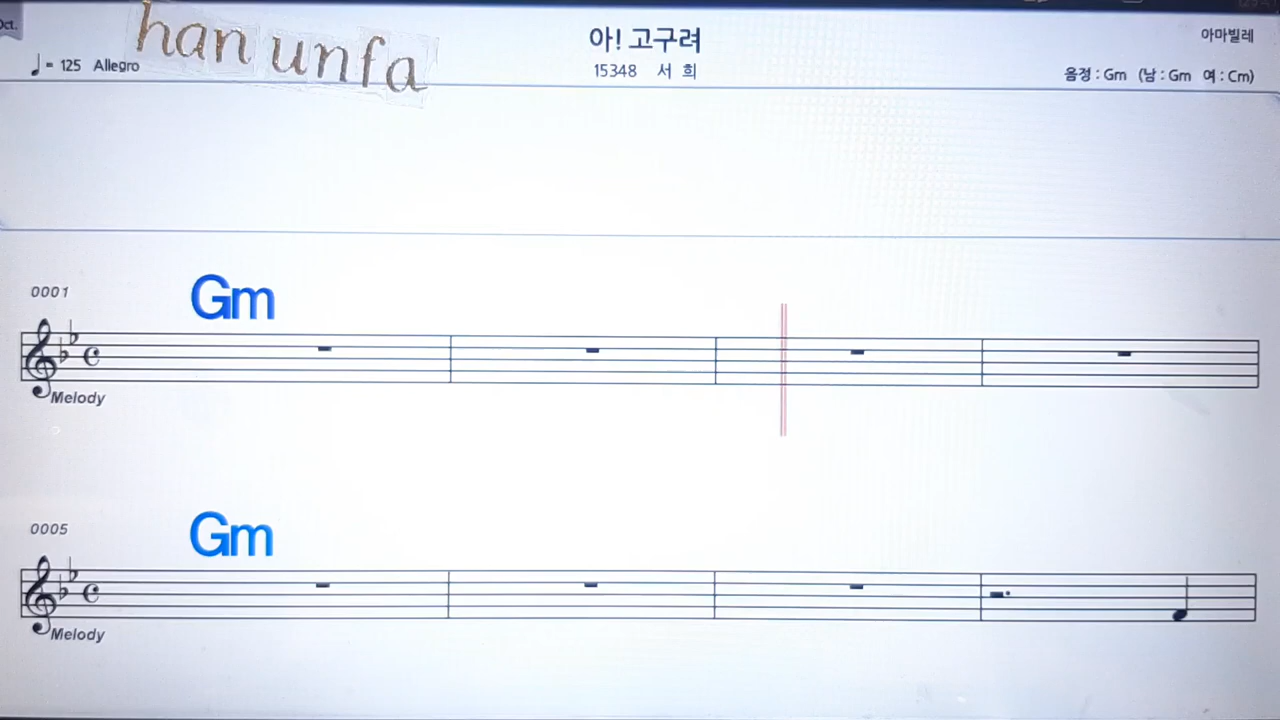 Oct.
han unfa
아! 고구려
아마빌레
♩= 125 Allegro
15348 서 희
음정 : Gm (남 : Gm 여 : Cm)
0001
Gm
Melody
0005
Gm
Melody